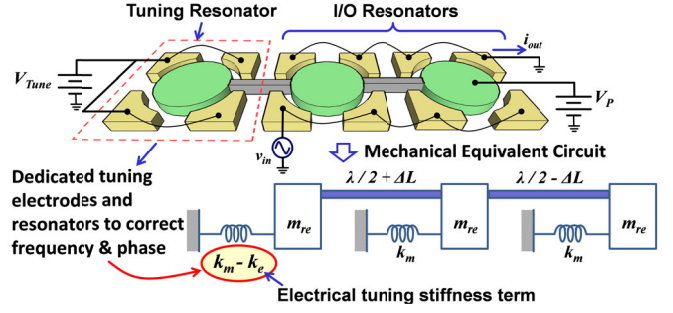 Tuning Resonator
I/O Resonators
i_out
V_Tune
V_P
v_in
Mechanical Equivalent Circuit
Dedicated tuning
electrodes and
resonators to correct
frequency & phase
λ / 2 + ΔL
λ / 2 - ΔL
m_re
m_re
m_re
k_m
k_m
k_m - k_e
Electrical tuning stiffness term